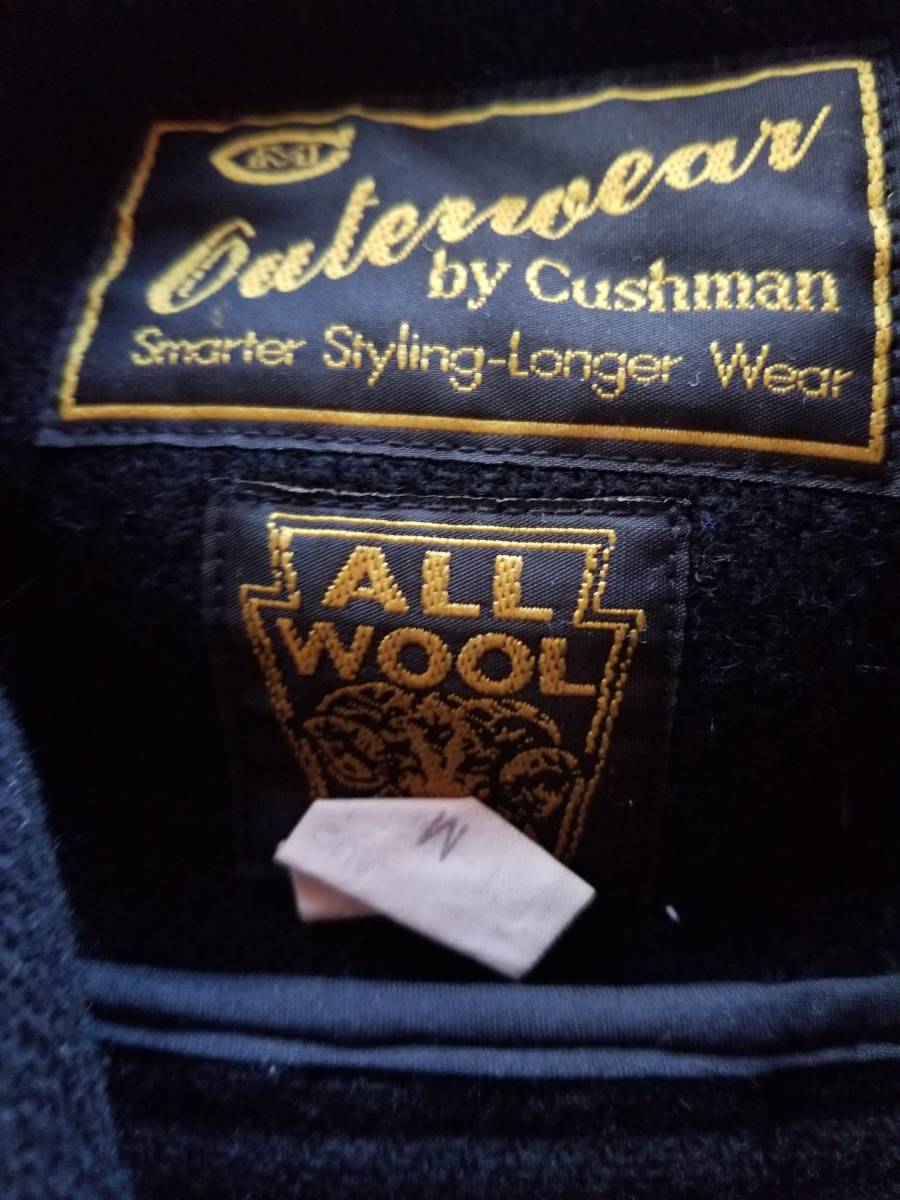 Outerwear
by Cushman
Smarter Styling-Longer Wear
ALL
WOOL
M